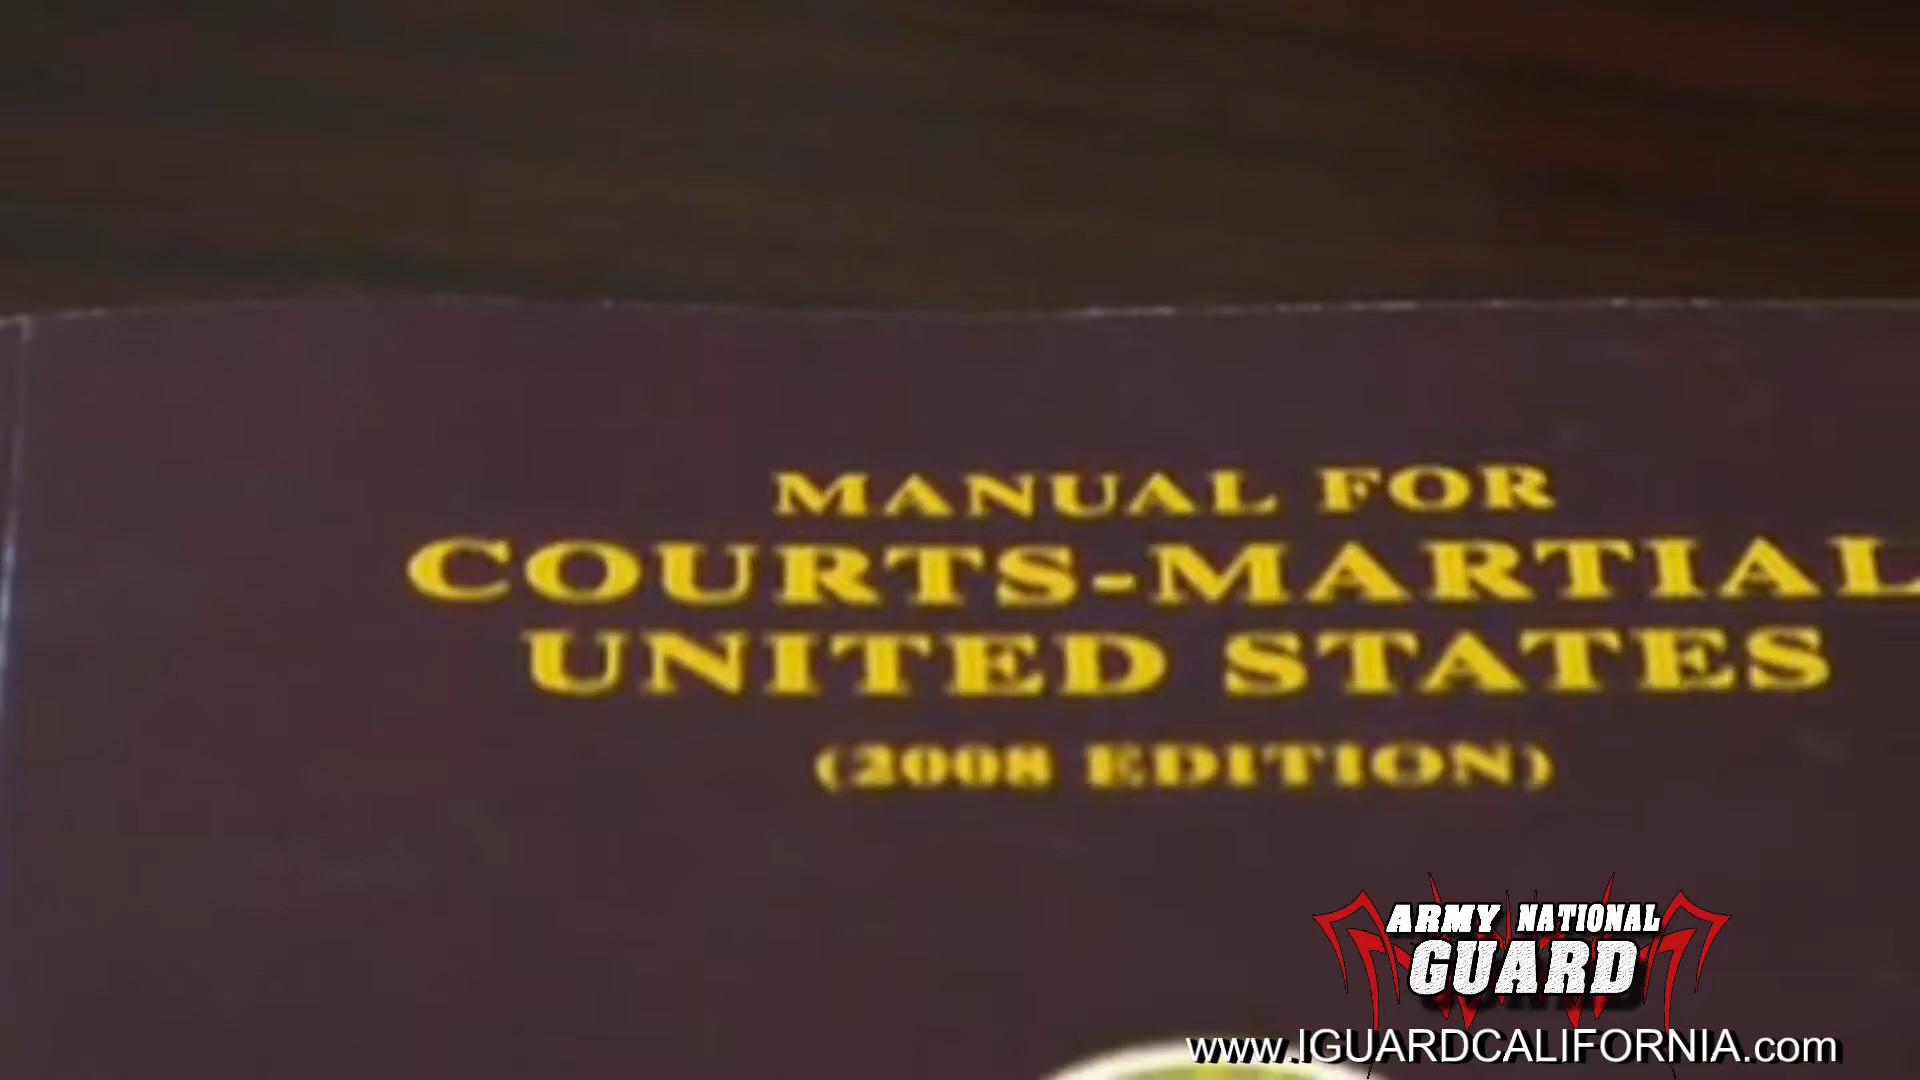 MANUAL FOR
COURTS-MARTIAL
UNITED STATES
(2008 EDITION)
ARMY NATIONAL
GUARD
www.IGUARDCALIFORNIA.com